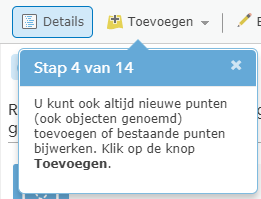 Details Toevoegen
Stap 4 van 14
U kunt ook altijd nieuwe punten
(ook objecten genoemd)
toevoegen of bestaande punten
bijwerken. Klik op de knop
Toevoegen.